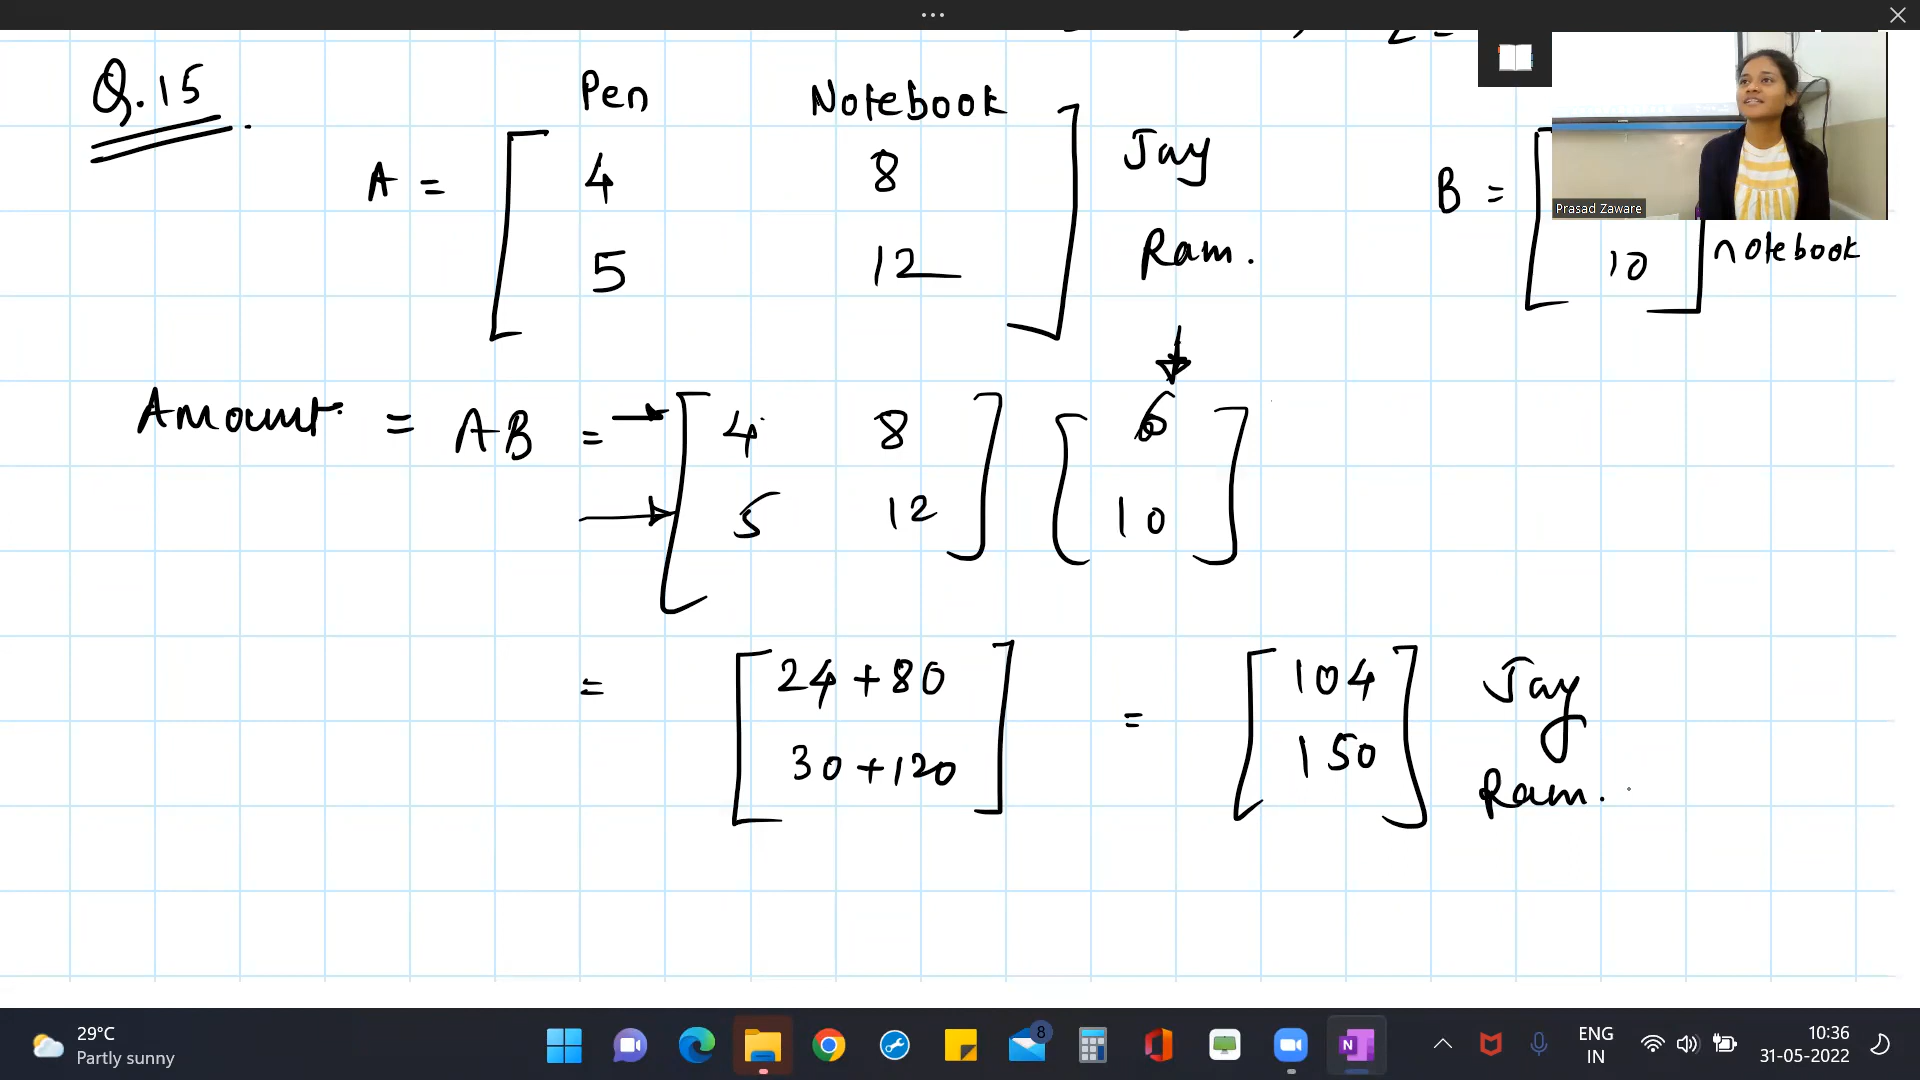 Q.15
Pen Notebook
A = [ 4 8 ] Jay
5 12 Ram.
B = [
10 ] notebook
Prasad Zaware
Amount = AB = [ 4 8 ] [ 6 ]
5 12 10
= [ 24+80 ] = [ 104 ] Jay
30+120 150 Ram.
29°C
Partly sunny
8
N
ENG
IN
10:36
31-05-2022